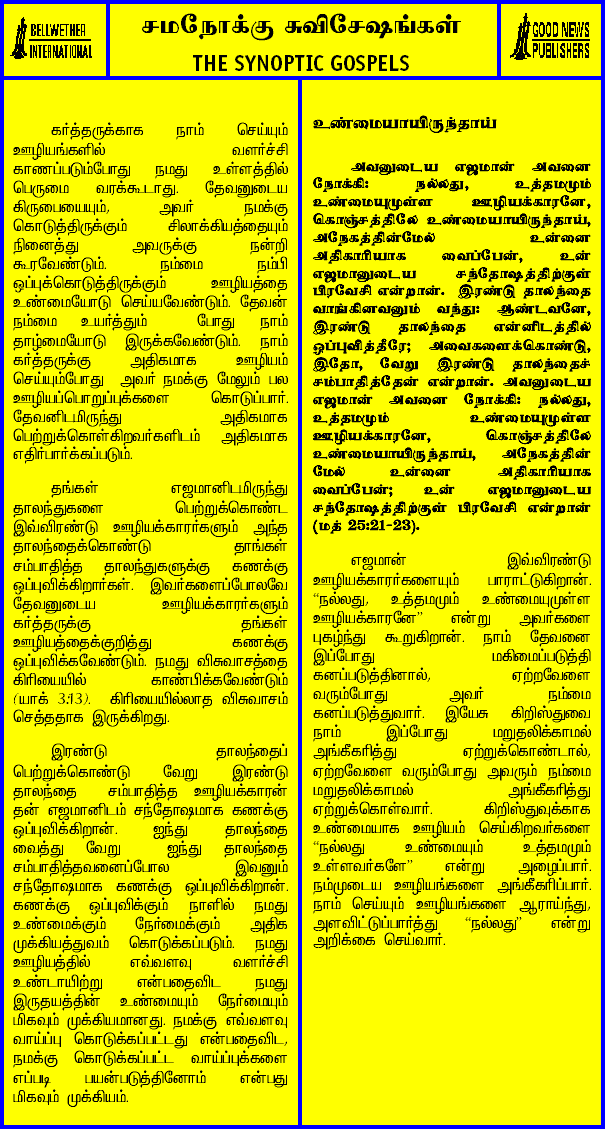 BELLWETHER
INTERNATIONAL
சமநோக்கு சுவிசேஷங்கள்
THE SYNOPTIC GOSPELS
GOOD NEWS
PUBLISHERS
கர்த்தருக்காக நாம் செய்யும்
ஊழியங்களில் வளர்ச்சி
காணப்படும்போது நமது உள்ளத்தில்
பெருமை வரக்கூடாது. தேவனுடைய
கிருபையையும், அவர் நமக்கு
கொடுத்திருக்கும் சிலாக்கியத்தையும்
நினைத்து அவருக்கு நன்றி
கூரவேண்டும். நம்மை நம்பி
ஒப்புக்கொடுத்திருக்கும் ஊழியத்தை
உண்மையோடு செய்யவேண்டும். தேவன்
நம்மை உயர்த்தும் போது நாம்
தாழ்மையோடு இருக்கவேண்டும். நாம்
கர்த்தருக்கு அதிகமாக ஊழியம்
செய்யும்போது அவர் நமக்கு மேலும் பல
ஊழியப்பொறுப்புக்களை கொடுப்பார்.
தேவனிடமிருந்து அதிகமாக
பெற்றுக்கொள்கிறவர்களிடம் அதிகமாக
எதிர்பார்க்கப்படும்.
தங்கள் எஜமானிடமிருந்து
தாலந்துகளை பெற்றுக்கொண்ட
இவ்விரண்டு ஊழியக்காரர்களும் அந்த
தாலந்தைக்கொண்டு தாங்கள்
சம்பாதித்த தாலந்துகளுக்கு கணக்கு
ஒப்புவிக்கிறார்கள். இவர்களைப்போலவே
தேவனுடைய ஊழியக்காரர்களும்
கர்த்தருக்கு தங்கள்
ஊழியத்தைக்குறித்து கணக்கு
ஒப்புவிக்கவேண்டும். நமது விசுவாசத்தை
கிரியையில் காண்பிக்கவேண்டும்
(யாக் 3:13). கிரியையில்லாத விசுவாசம்
செத்ததாக இருக்கிறது.
இரண்டு தாலந்தைப்
பெற்றுக்கொண்டு வேறு இரண்டு
தாலந்தை சம்பாதித்த ஊழியக்காரன்
தன் எஜமானிடம் சந்தோஷமாக கணக்கு
ஒப்புவிக்கிறான். ஐந்து தாலந்தை
வைத்து வேறு ஐந்து தாலந்தை
சம்பாதித்தவனைப்போல இவனும்
சந்தோஷமாக கணக்கு ஒப்புவிக்கிறான்.
கணக்கு ஒப்புவிக்கும் நாளில் நமது
உண்மைக்கும் நேர்மைக்கும் அதிக
முக்கியத்துவம் கொடுக்கப்படும். நமது
ஊழியத்தில் எவ்வளவு வளர்ச்சி
உண்டாயிற்று என்பதைவிட நமது
இருதயத்தின் உண்மையும் நேர்மையும்
மிகவும் முக்கியமானது. நமக்கு எவ்வளவு
வாய்ப்பு கொடுக்கப்பட்டது என்பதைவிட,
நமக்கு கொடுக்கப்பட்ட வாய்ப்புக்களை
எப்படி பயன்படுத்தினோம் என்பது
மிகவும் முக்கியம்.
உண்மையாயிருந்தாய்
அவனுடைய எஜமான் அவனை
நோக்கி: நல்லது, உத்தமமும்
உண்மையுமுள்ள ஊழியக்காரனே,
கொஞ்சத்திலே உண்மையாயிருந்தாய்,
அநேகத்தின்மேல் உன்னை
அதிகாரியாக வைப்பேன், உன்
எஜமானுடைய சந்தோஷத்திற்குள்
பிரவேசி என்றான். இரண்டு தாலந்தை
வாங்கினவனும் வந்து: ஆண்டவனே,
இரண்டு தாலந்தை என்னிடத்தில்
ஒப்புவித்தீரே; அவைகளைக்கொண்டு,
இதோ, வேறு இரண்டு தாலந்தைச்
சம்பாதித்தேன் என்றான். அவனுடைய
எஜமான் அவனை நோக்கி: நல்லது,
உத்தமமும் உண்மையுமுள்ள
ஊழியக்காரனே, கொஞ்சத்திலே
உண்மையாயிருந்தாய், அநேகத்தின்
மேல் உன்னை அதிகாரியாக
வைப்பேன்; உன் எஜமானுடைய
சந்தோஷத்திற்குள் பிரவேசி என்றான்
(மத் 25:21-23).
எஜமான் இவ்விரண்டு
ஊழியக்காரர்களையும் பாராட்டுகிறான்.
“நல்லது, உத்தமமும் உண்மையுமுள்ள
ஊழியக்காரனே” என்று அவர்களை
புகழ்ந்து கூறுகிறான். நாம் தேவனை
இப்போது மகிமைப்படுத்தி
கனப்படுத்தினால், ஏற்றவேளை
வரும்போது அவர் நம்மை
கனப்படுத்துவார். இயேசு கிறிஸ்துவை
நாம் இப்போது மறுதலிக்காமல்
அங்கீகரித்து ஏற்றுக்கொண்டால்,
ஏற்றவேளை வரும்போது அவரும் நம்மை
மறுதலிக்காமல் அங்கீகரித்து
ஏற்றுக்கொள்வார். கிறிஸ்துவுக்காக
உண்மையாக ஊழியம் செய்கிறவர்களை
“நல்லது உண்மையும் உத்தமமும்
உள்ளவர்களே” என்று அழைப்பார்.
நம்முடைய ஊழியங்களை அங்கீகரிப்பார்.
நாம் செய்யும் ஊழியங்களை ஆராய்ந்து,
அளவிட்டுப்பார்த்து “நல்லது” என்று
அறிக்கை செய்வார்.